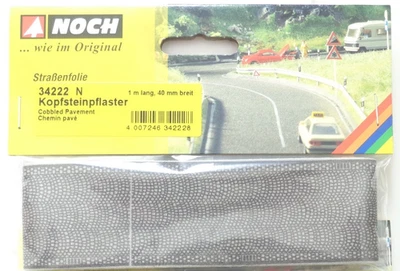 NOCH
... wie im Original
Straßenfolie
34222 N
1 m lang, 40 mm breit
Kopfsteinpflaster
Cobbled Pavement
Chemin pavé
4 007246 342228